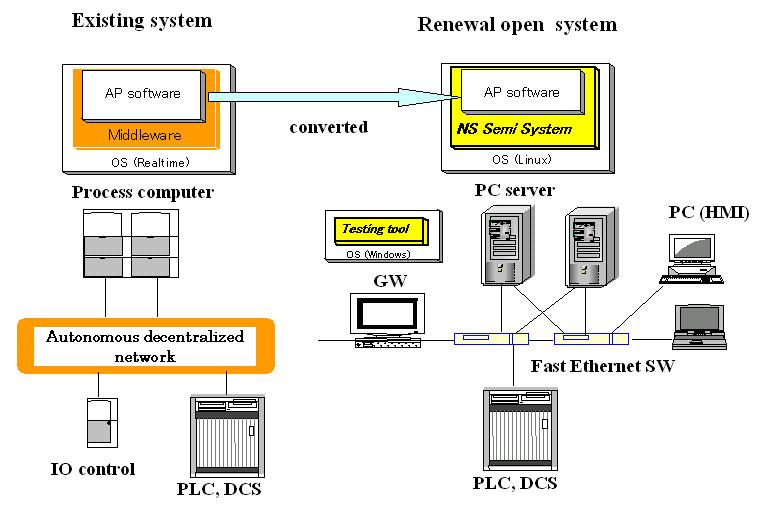 Existing system
Renewal open system
AP software
Middleware
OS (Realtime)
converted
AP software
NS Semi System
OS (Linux)
Process computer
PC server
Testing tool
OS (Windows)
GW
PC (HMI)
Autonomous decentralized
network
Fast Ethernet SW
IO control
PLC, DCS
PLC, DCS